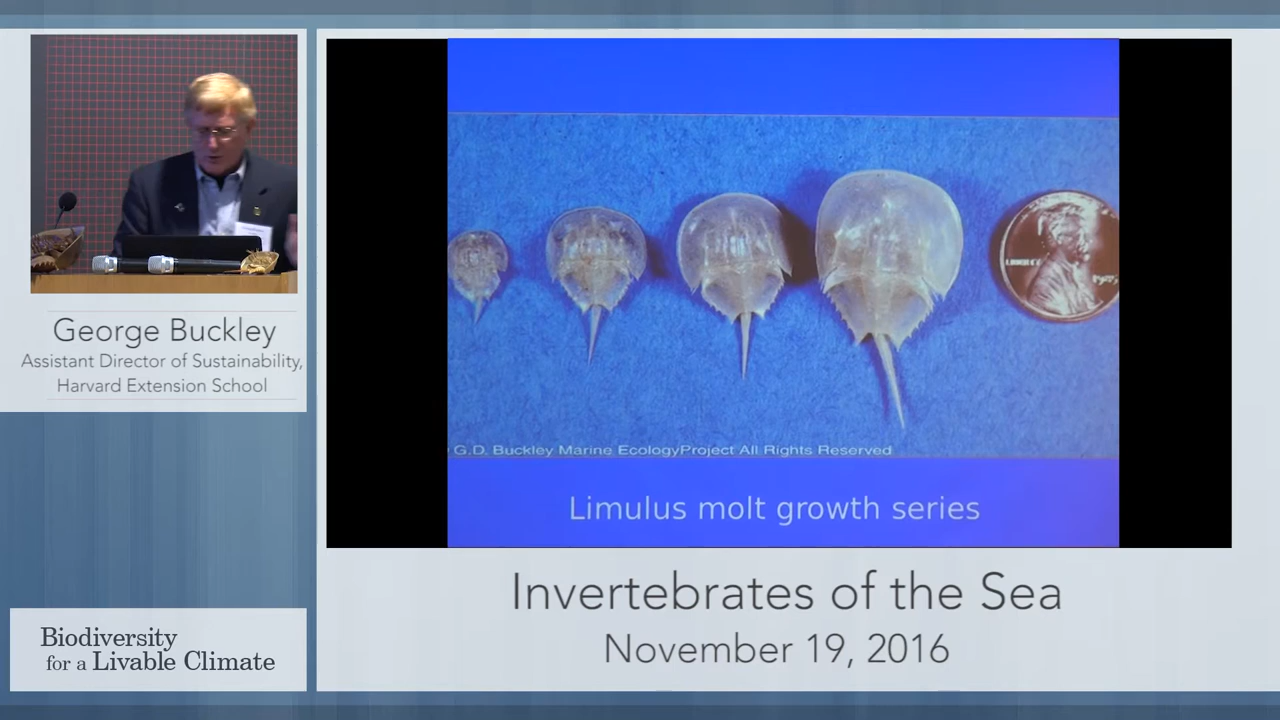 George Buckley
Assistant Director of Sustainability,
Harvard Extension School
Biodiversity
for a Livable Climate
G.D. Buckley Marine EcologyProject All Rights Reserved
Limulus molt growth series
Invertebrates of the Sea
November 19, 2016